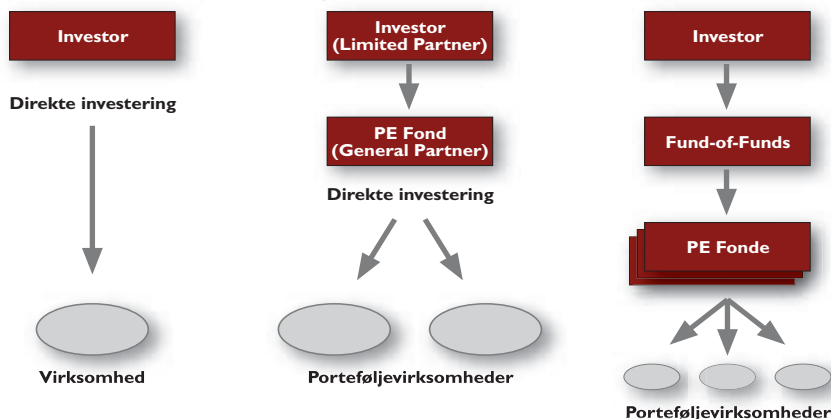 Investor
Direkte investering
Virksomhed
Investor
(Limited Partner)
PE Fond
(General Partner)
Direkte investering
Porteføljevirksomheder
Investor
Fund-of-Funds
PE Fonde
Porteføljevirksomheder